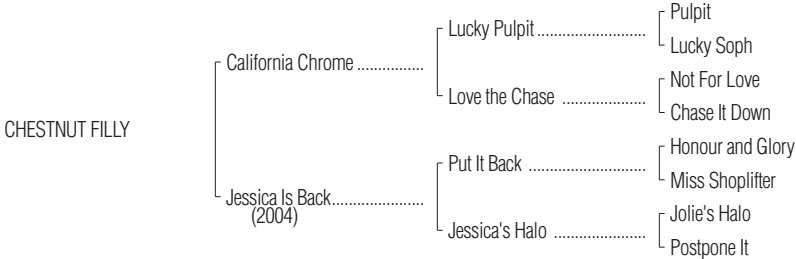 Pulpit
Lucky Pulpit ..........................
Lucky Soph
California Chrome ................
Not For Love
Love the Chase ....................
Chase It Down
CHESTNUT FILLY
Honour and Glory
Put It Back ............................
Miss Shoplifter
Jessica Is Back......................
(2004)
Jolie's Halo
Jessica's Halo ......................
Postpone It